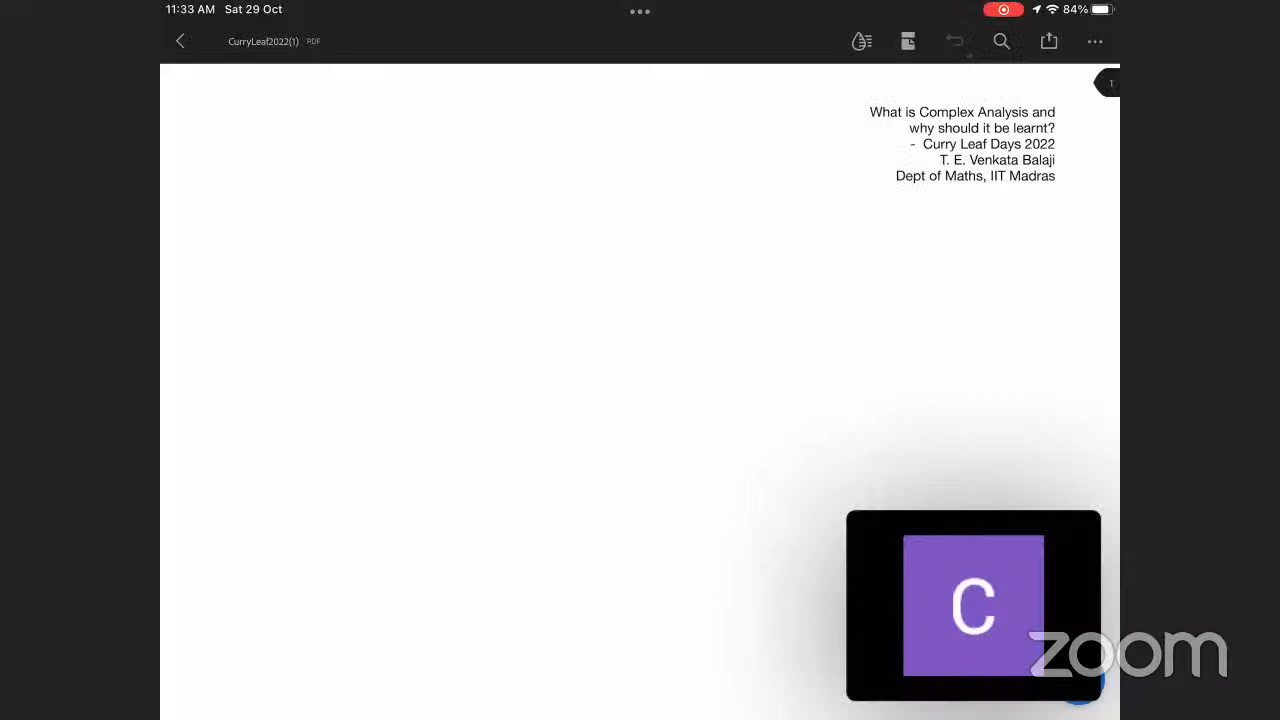 11:33 AM Sat 29 Oct
84%
CurryLeaf2022(1) PDF
1
What is Complex Analysis and
why should it be learnt?
- Curry Leaf Days 2022
T. E. Venkata Balaji
Dept of Maths, IIT Madras
C
zoom